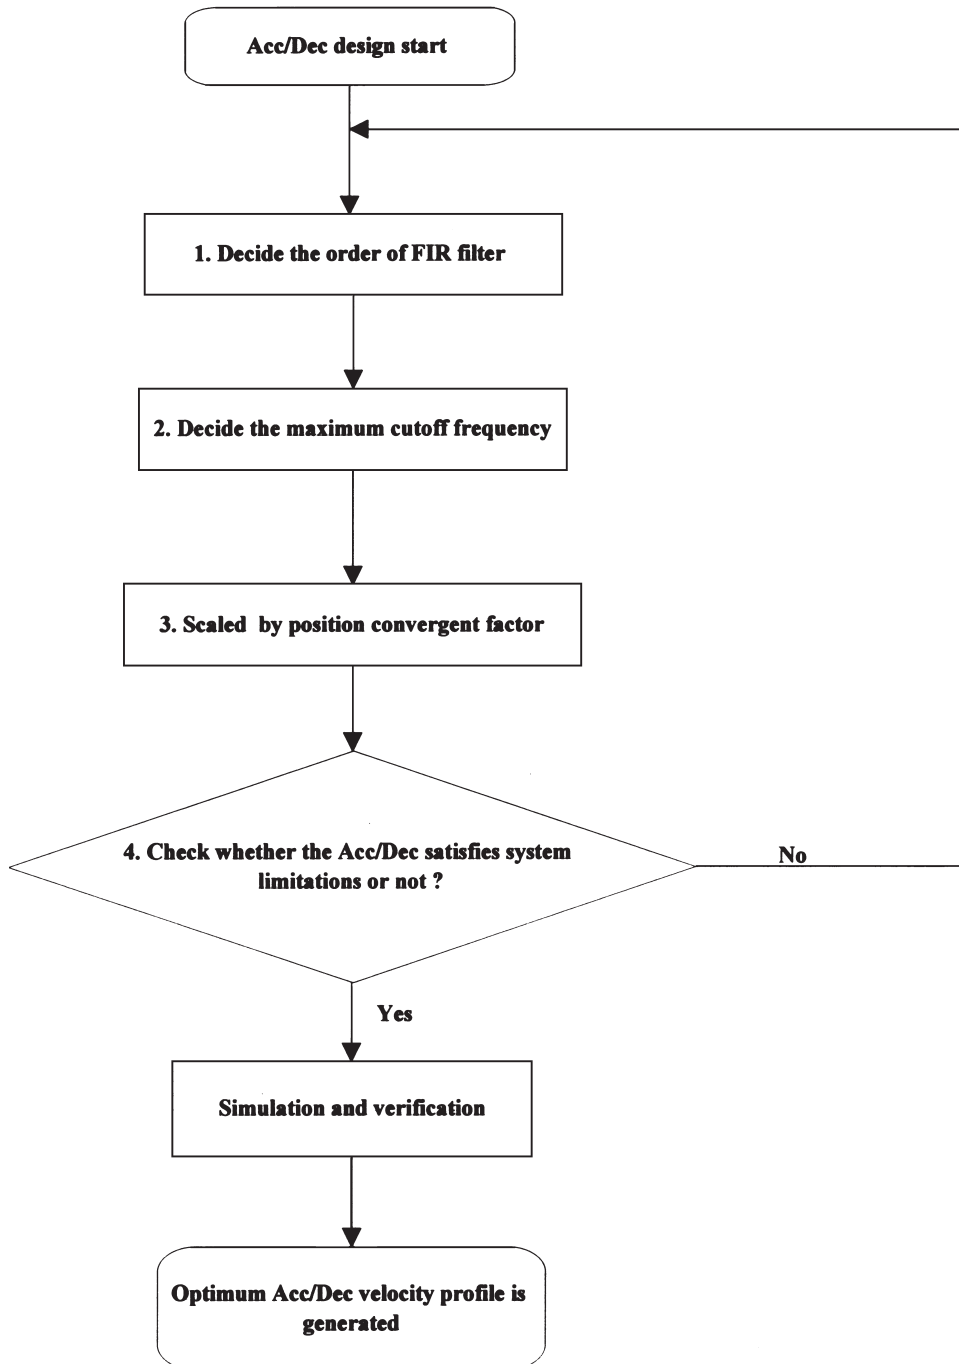 Acc/Dec design start
1. Decide the order of FIR filter
2. Decide the maximum cutoff frequency
3. Scaled by position convergent factor
4. Check whether the Acc/Dec satisfies system
limitations or not ?
No
Yes
Simulation and verification
Optimum Acc/Dec velocity profile is
generated